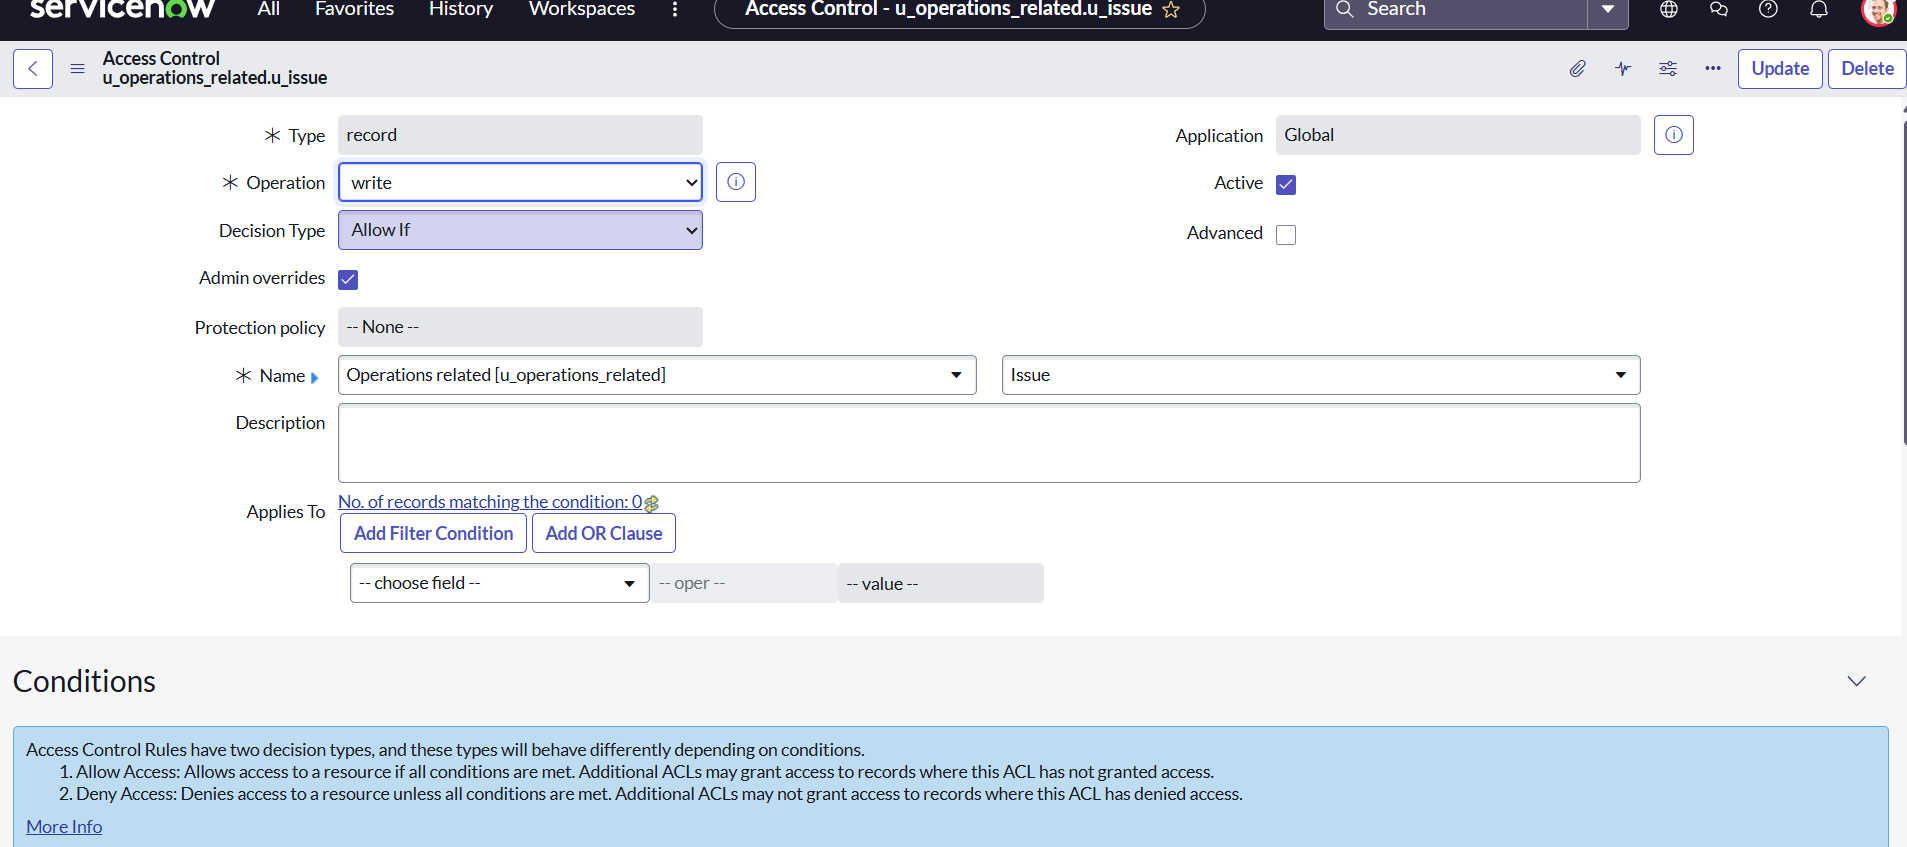 servicenow All Favorites History Workspaces Access Control - u_operations_related.u_issue Search
Access Control
u_operations_related.u_issue
Update Delete
Type record
Application Global
Operation write
Active
Decision Type Allow If
Advanced
Admin overrides
Protection policy -- None --
Name Operations related [u_operations_related] Issue
Description
Applies To
No. of records matching the condition: 0
Add Filter Condition Add OR Clause
-- choose field -- -- oper -- -- value --
Conditions
Access Control Rules have two decision types, and these types will behave differently depending on conditions.
1. Allow Access: Allows access to a resource if all conditions are met. Additional ACLs may grant access to records where this ACL has not granted access.
2. Deny Access: Denies access to a resource unless all conditions are met. Additional ACLs may not grant access to records where this ACL has denied access.
More Info